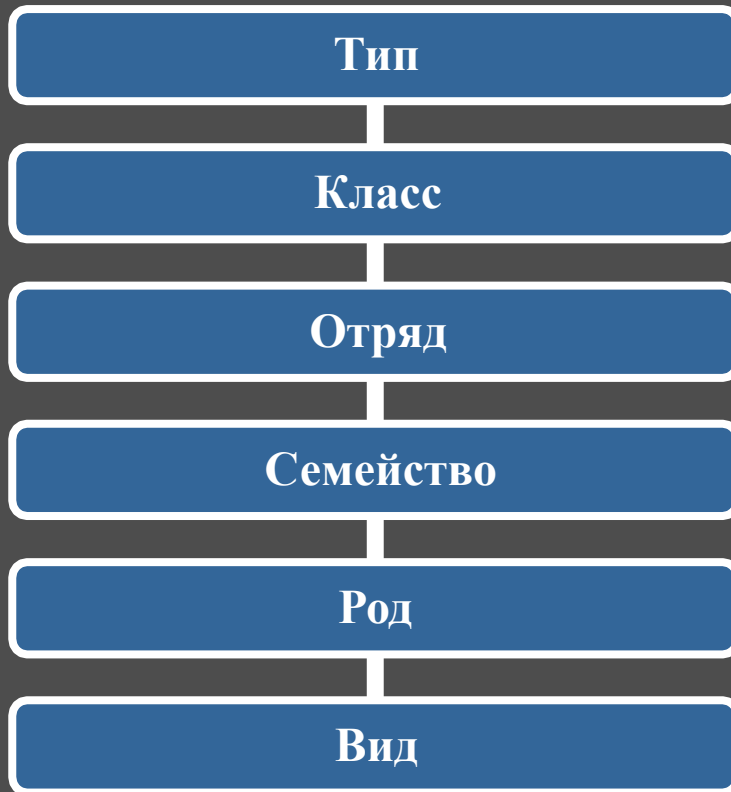 Тип
Класс
Отряд
Семейство
Род
Вид